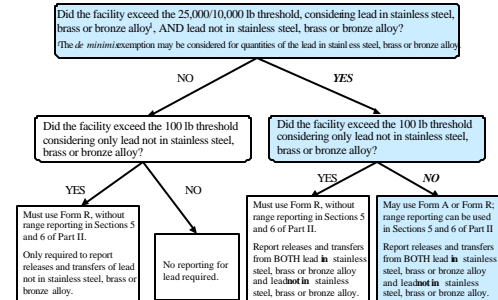 Did the facility exceed the 25,000/10,000 lb threshold, considering lead in stainless steel,
brass or bronze alloy¹, AND lead not in stainless steel, brass or bronze alloy?
¹The de minimis exemption may be considered for quantities of the lead in stainless steel, brass or bronze alloy.
NO
YES
Did the facility exceed the 100 lb threshold
considering only lead not in stainless steel,
brass or bronze alloy?
Did the facility exceed the 100 lb threshold
considering only lead not in stainless steel,
brass or bronze alloy?
YES
NO
YES
NO
Must use Form R, without
range reporting in Sections 5
and 6 of Part II.
Only required to report
releases and transfers of lead
not in stainless steel, brass or
bronze alloy.
No reporting for
lead required.
Must use Form R, without
range reporting in Sections 5
and 6 of Part II.
Report releases and transfers
from BOTH lead in stainless
steel, brass or bronze alloy
and lead not in stainless
steel, brass or bronze alloy.
May use Form A or Form R;
range reporting can be used
in Sections 5 and 6 of Part II
Report releases and transfers
from BOTH lead in stainless
steel, brass or bronze alloy
and lead not in stainless
steel, brass or bronze alloy.